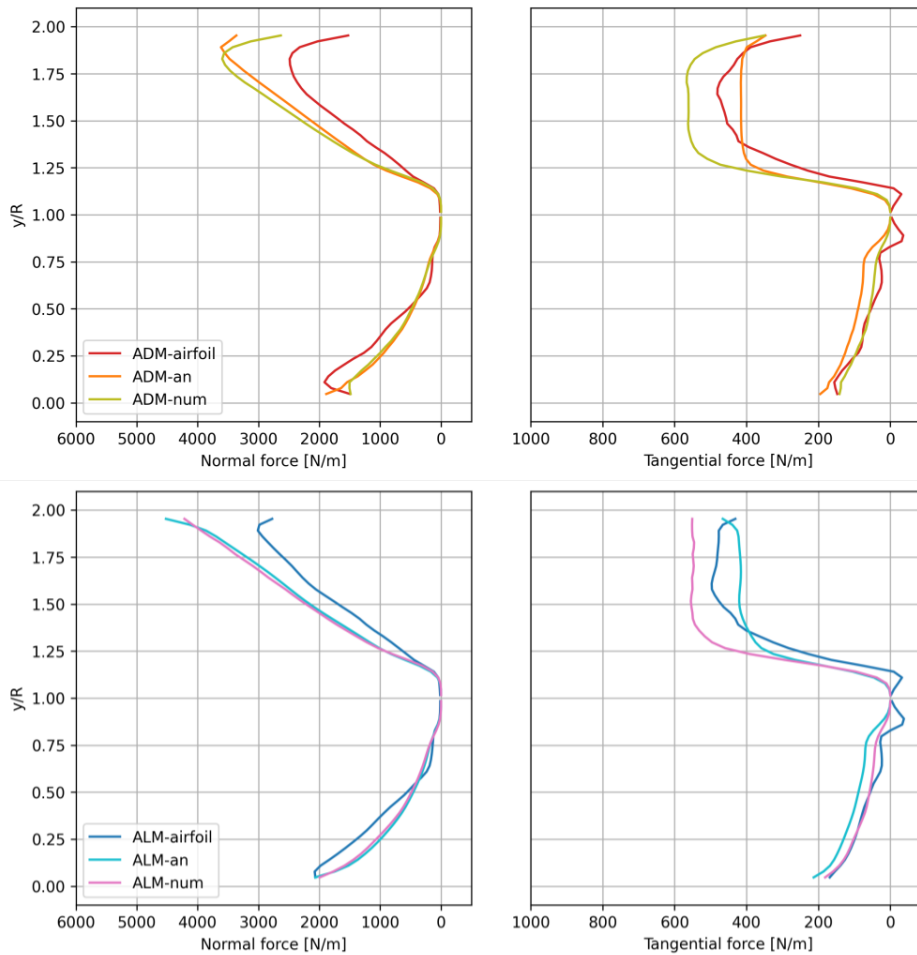 2.00
1.75
1.50
1.25
1.00
0.75
0.50
0.25
0.00
y/R
ADM-airfoil
ADM-an
ADM-num
6000 5000 4000 3000 2000 1000 0
Normal force [N/m]
1000 800 600 400 200 0
Tangential force [N/m]
2.00
1.75
1.50
1.25
1.00
0.75
0.50
0.25
0.00
y/R
ALM-airfoil
ALM-an
ALM-num
6000 5000 4000 3000 2000 1000 0
Normal force [N/m]
1000 800 600 400 200 0
Tangential force [N/m]